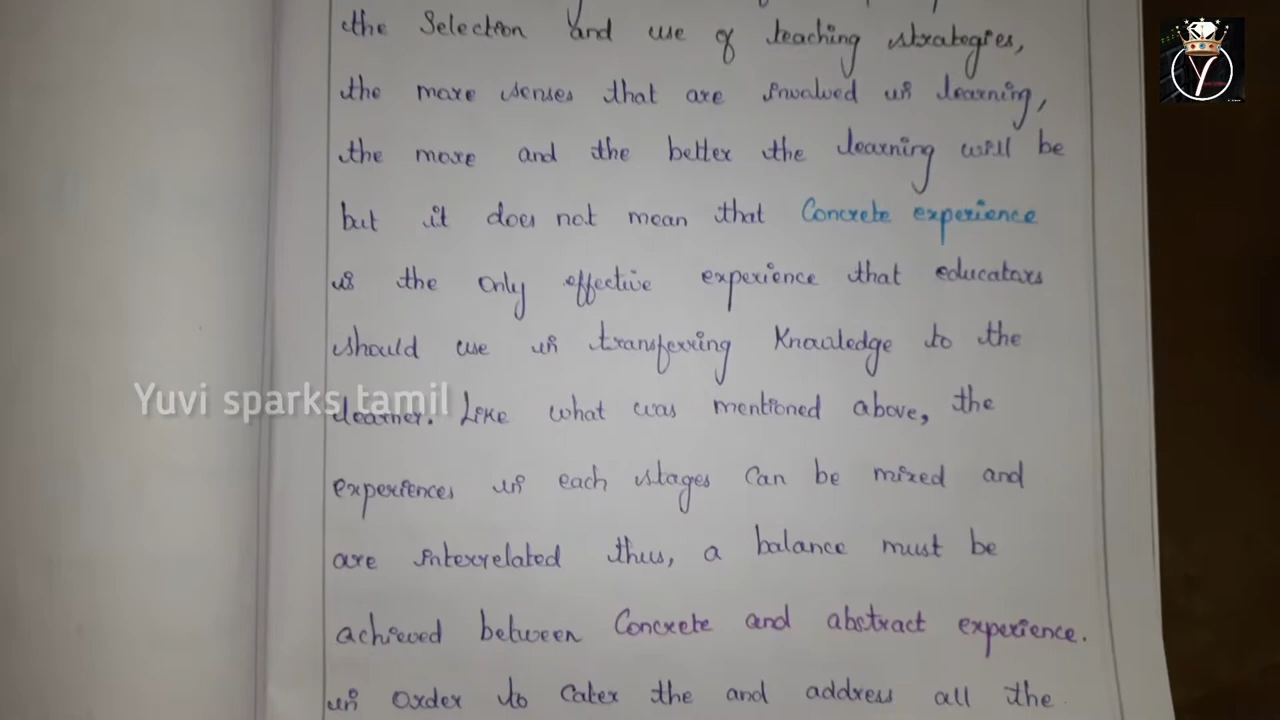 the Selection and use of teaching strategies,
the more senses that are involved in learning,
the more and the better the learning will be
but it does not mean that Concrete experience
is the only effective experience that educators
should use in transferring Knowledge to the
learner. Like what was mentioned above, the
experiences in each stages can be mixed and
are interrelated thus, a balance must be
achieved between Concrete and abstract experience.
in order to cater the and address all the
Yuvi sparks tamil
Y